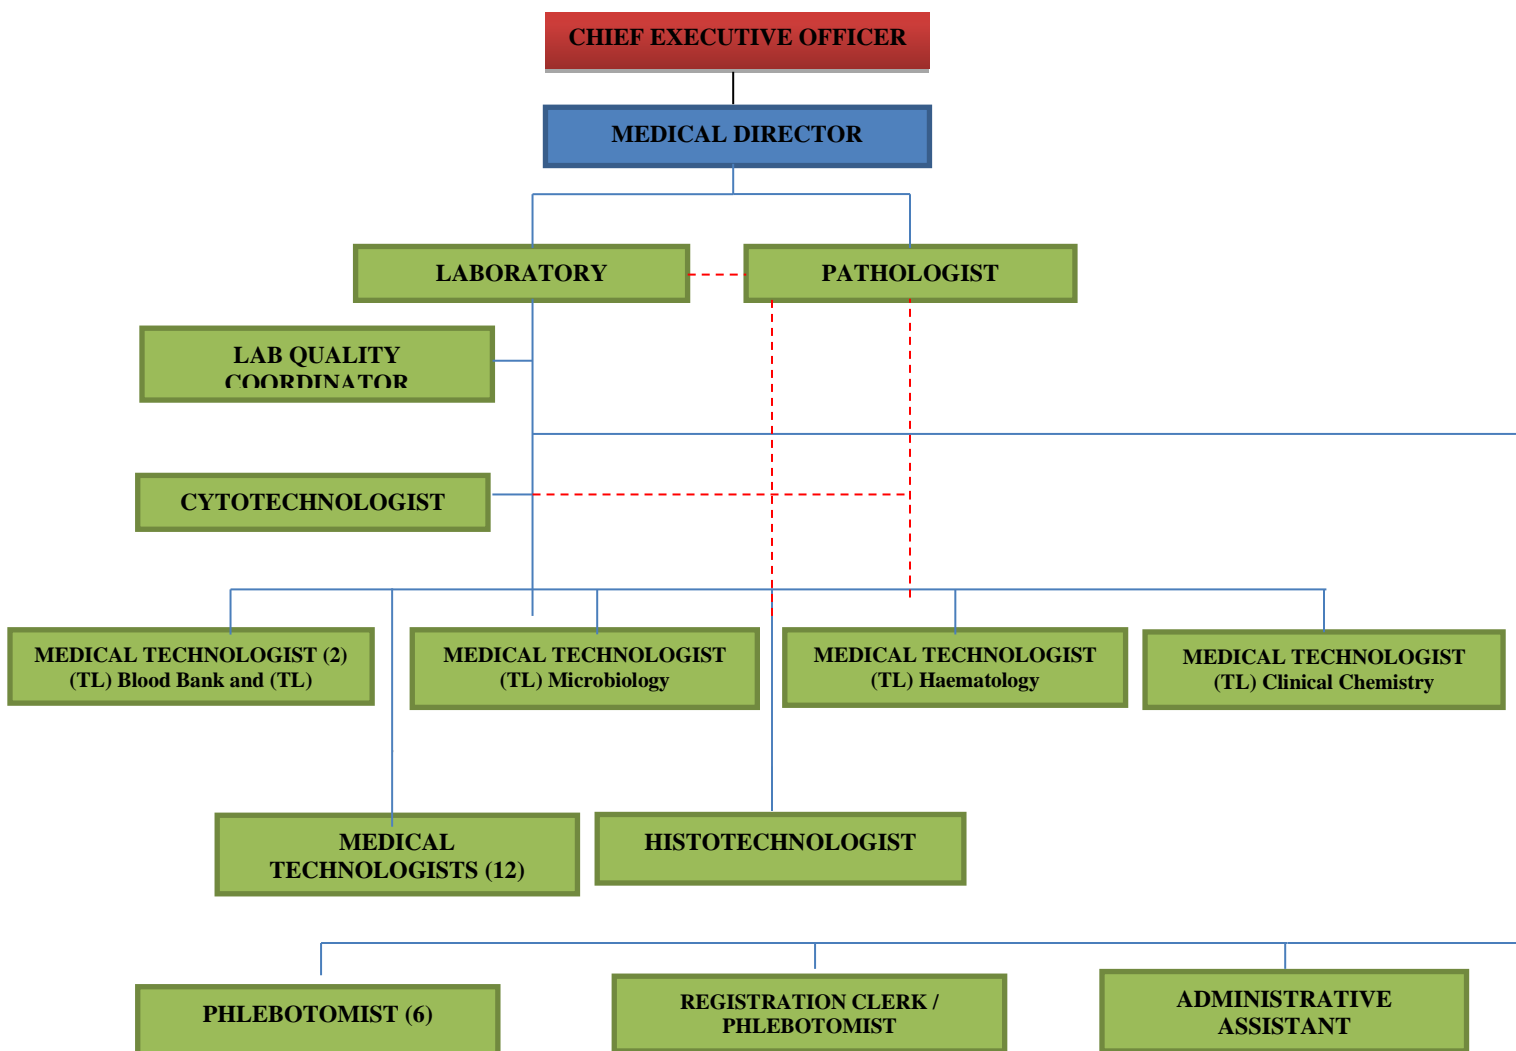 CHIEF EXECUTIVE OFFICER
MEDICAL DIRECTOR
LABORATORY
PATHOLOGIST
LAB QUALITY
COORDINATOR
CYTOTECHNOLOGIST
MEDICAL TECHNOLOGIST (2)
(TL) Blood Bank and (TL)
MEDICAL TECHNOLOGIST
(TL) Microbiology
MEDICAL TECHNOLOGIST
(TL) Haematology
MEDICAL TECHNOLOGIST
(TL) Clinical Chemistry
MEDICAL
TECHNOLOGISTS (12)
HISTOTECHNOLOGIST
PHLEBOTOMIST (6)
REGISTRATION CLERK /
PHLEBOTOMIST
ADMINISTRATIVE
ASSISTANT